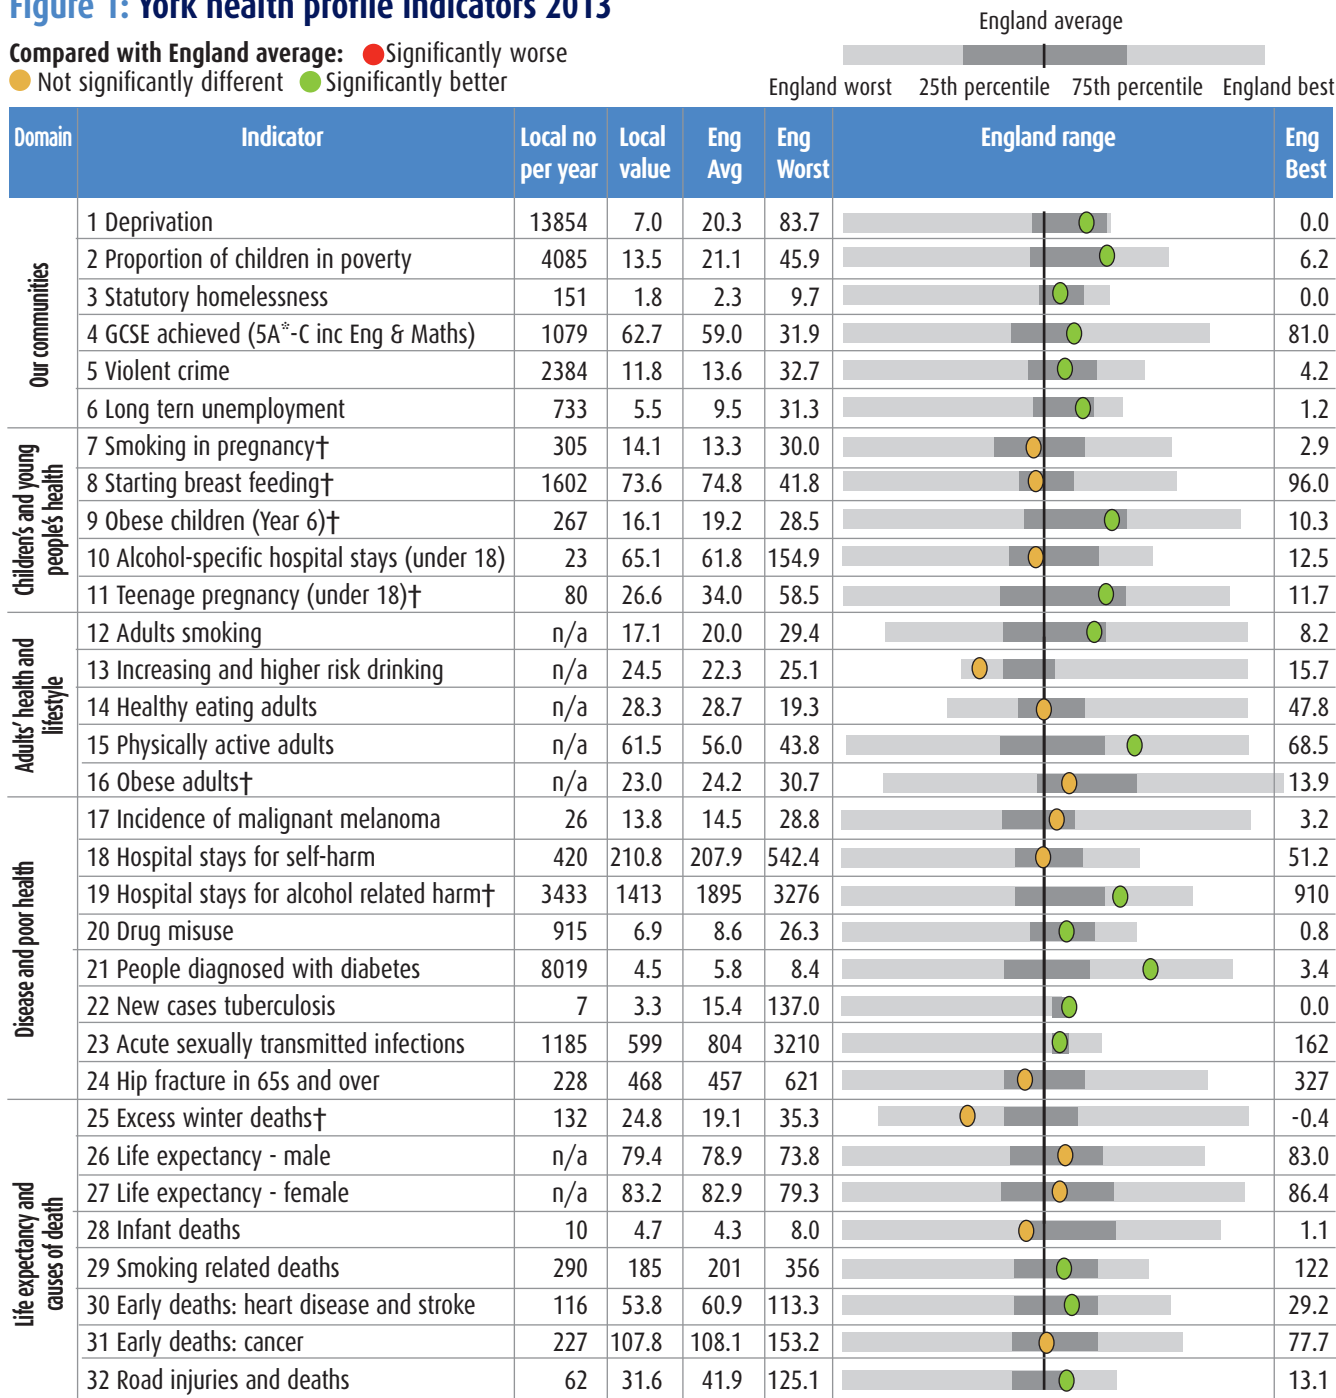 Figure 1: York health profile indicators 2013
Compared with England average: Significantly worse
Not significantly different Significantly better
England average
England worst 25th percentile 75th percentile England best
Domain Indicator Local no per year Local value Eng Avg Eng Worst England range Eng Best
Our communities
1 Deprivation 13854 7.0 20.3 83.7 0.0
2 Proportion of children in poverty 4085 13.5 21.1 45.9 6.2
3 Statutory homelessness 151 1.8 2.3 9.7 0.0
4 GCSE achieved (5A*-C inc Eng & Maths) 1079 62.7 59.0 31.9 81.0
5 Violent crime 2384 11.8 13.6 32.7 4.2
6 Long tern unemployment 733 5.5 9.5 31.3 1.2
Children's and young people's health
7 Smoking in pregnancy† 305 14.1 13.3 30.0 2.9
8 Starting breast feeding† 1602 73.6 74.8 41.8 96.0
9 Obese children (Year 6)† 267 16.1 19.2 28.5 10.3
10 Alcohol-specific hospital stays (under 18) 23 65.1 61.8 154.9 12.5
11 Teenage pregnancy (under 18)† 80 26.6 34.0 58.5 11.7
Adults' health and lifestyle
12 Adults smoking n/a 17.1 20.0 29.4 8.2
13 Increasing and higher risk drinking n/a 24.5 22.3 25.1 15.7
14 Healthy eating adults n/a 28.3 28.7 19.3 47.8
15 Physically active adults n/a 61.5 56.0 43.8 68.5
16 Obese adults† n/a 23.0 24.2 30.7 13.9
Disease and poor health
17 Incidence of malignant melanoma 26 13.8 14.5 28.8 3.2
18 Hospital stays for self-harm 420 210.8 207.9 542.4 51.2
19 Hospital stays for alcohol related harm† 3433 1413 1895 3276 910
20 Drug misuse 915 6.9 8.6 26.3 0.8
21 People diagnosed with diabetes 8019 4.5 5.8 8.4 3.4
22 New cases tuberculosis 7 3.3 15.4 137.0 0.0
23 Acute sexually transmitted infections 1185 599 804 3210 162
24 Hip fracture in 65s and over 228 468 457 621 327
Life expectancy and causes of death
25 Excess winter deaths† 132 24.8 19.1 35.3 -0.4
26 Life expectancy - male n/a 79.4 78.9 73.8 83.0
27 Life expectancy - female n/a 83.2 82.9 79.3 86.4
28 Infant deaths 10 4.7 4.3 8.0 1.1
29 Smoking related deaths 290 185 201 356 122
30 Early deaths: heart disease and stroke 116 53.8 60.9 113.3 29.2
31 Early deaths: cancer 227 107.8 108.1 153.2 77.7
32 Road injuries and deaths 62 31.6 41.9 125.1 13.1